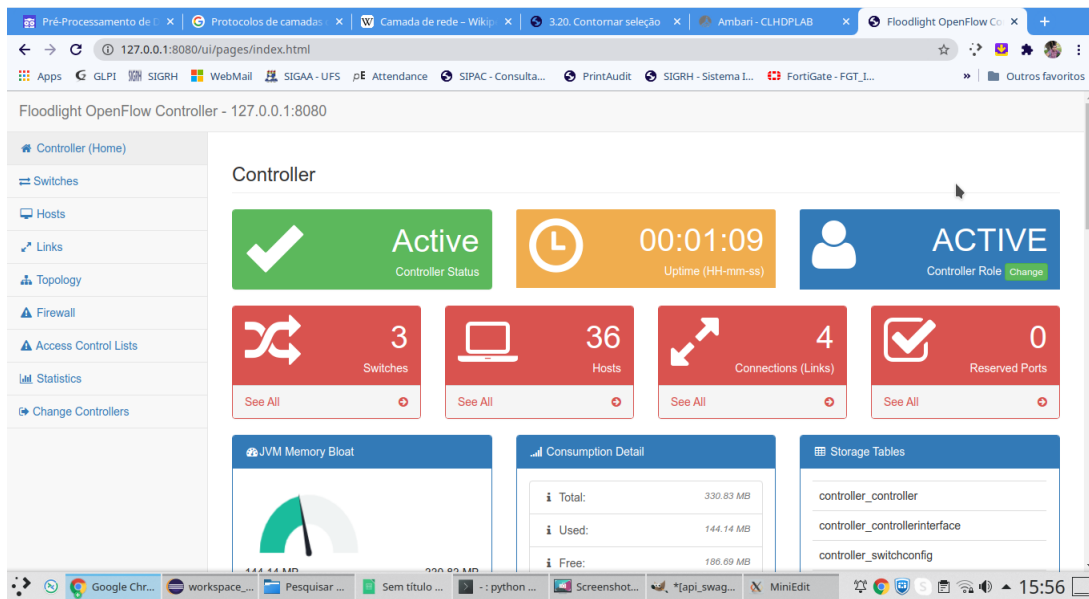 Pré-Processamento de D
Protocolos de camadas
Camada de rede – Wikip
3.20. Contornar seleção
Ambari - CLHDPLAB
Floodlight OpenFlow Co
127.0.0.1:8080/ui/pages/index.html
Apps GLPI SIGRH WebMail SIGAA - UFS Attendance SIPAC - Consulta... PrintAudit SIGRH - Sistema I... FortiGate - FGT_I... » Outros favoritos
Floodlight OpenFlow Controller - 127.0.0.1:8080
Controller (Home)
Switches
Hosts
Links
Topology
Firewall
Access Control Lists
Statistics
Change Controllers
Controller
Active
Controller Status
00:01:09
Uptime (HH-mm-ss)
ACTIVE
Controller Role Change
3
Switches
See All
36
Hosts
See All
4
Connections (Links)
See All
0
Reserved Ports
See All
JVM Memory Bloat
144.14 MB 330.83 MB
Consumption Detail
Total: 330.83 MB
Used: 144.14 MB
Free: 186.69 MB
Storage Tables
controller_controller
controller_controllerinterface
controller_switchconfig
Google Chr... workspace_... Pesquisar ... Sem título ... - : python ... Screenshot... *[api_swag... MiniEdit 15:56